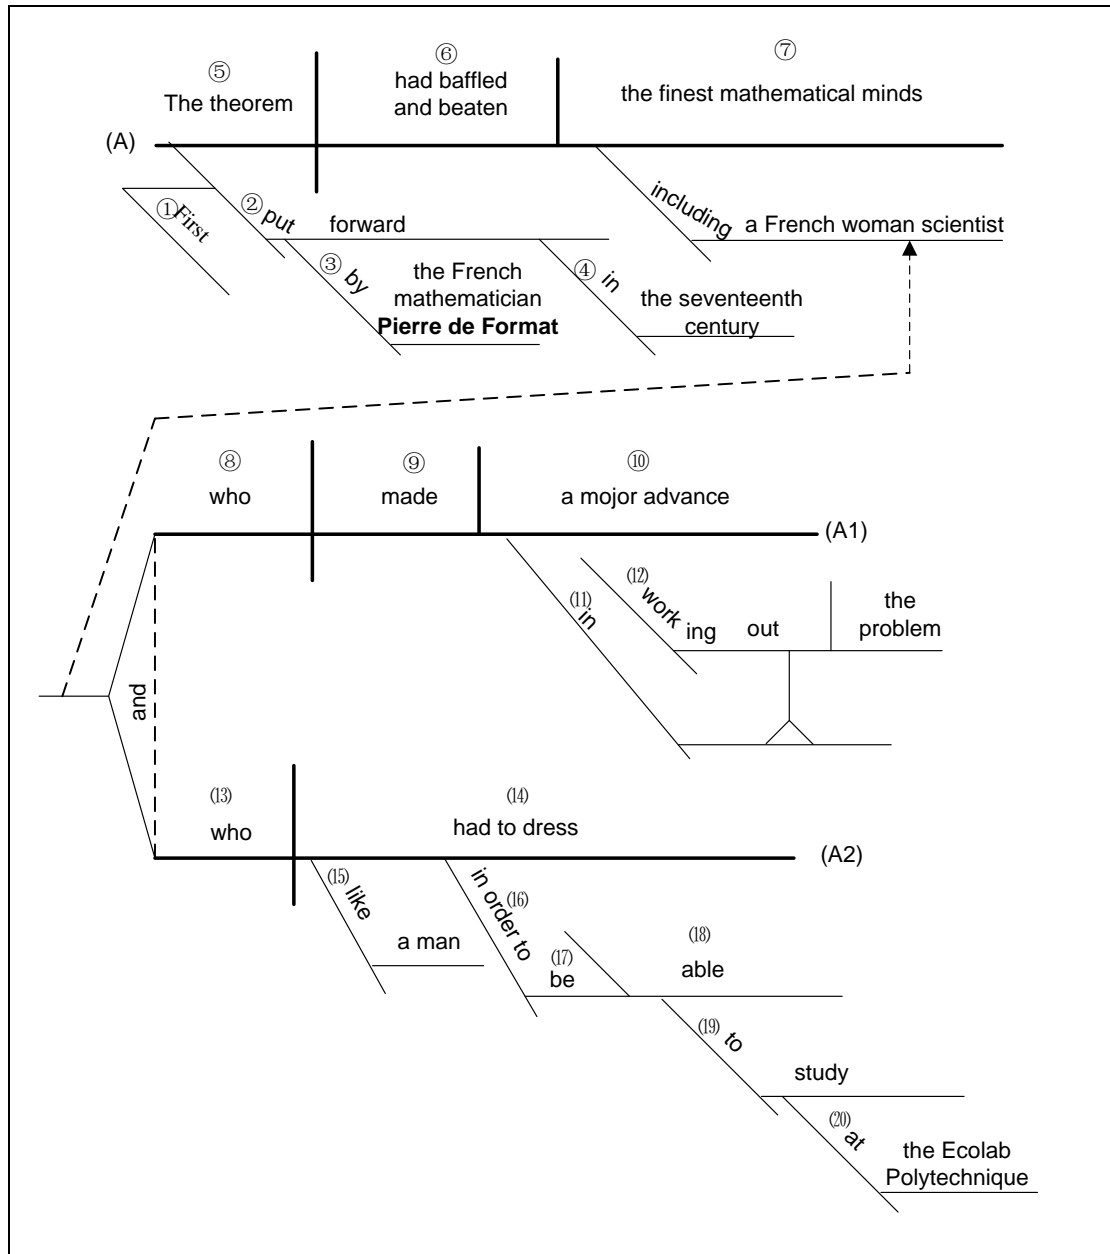 ⑤
The theorem
⑥
had baffled
and beaten
⑦
the finest mathematical minds
(A)
①First
②put
forward
③by
the French
mathematician
Pierre de Format
④in
the seventeenth
century
including
a French woman scientist
⑧
who
⑨
made
⑩
a mojor advance
(A1)
⑾in
⑿working out
the
problem
and
⒀
who
⒁
had to dress
(A2)
⒂like
a man
⒃in order to
⒄
be
⒅
able
⒆to
study
⒇at
the Ecolab
Polytechnique